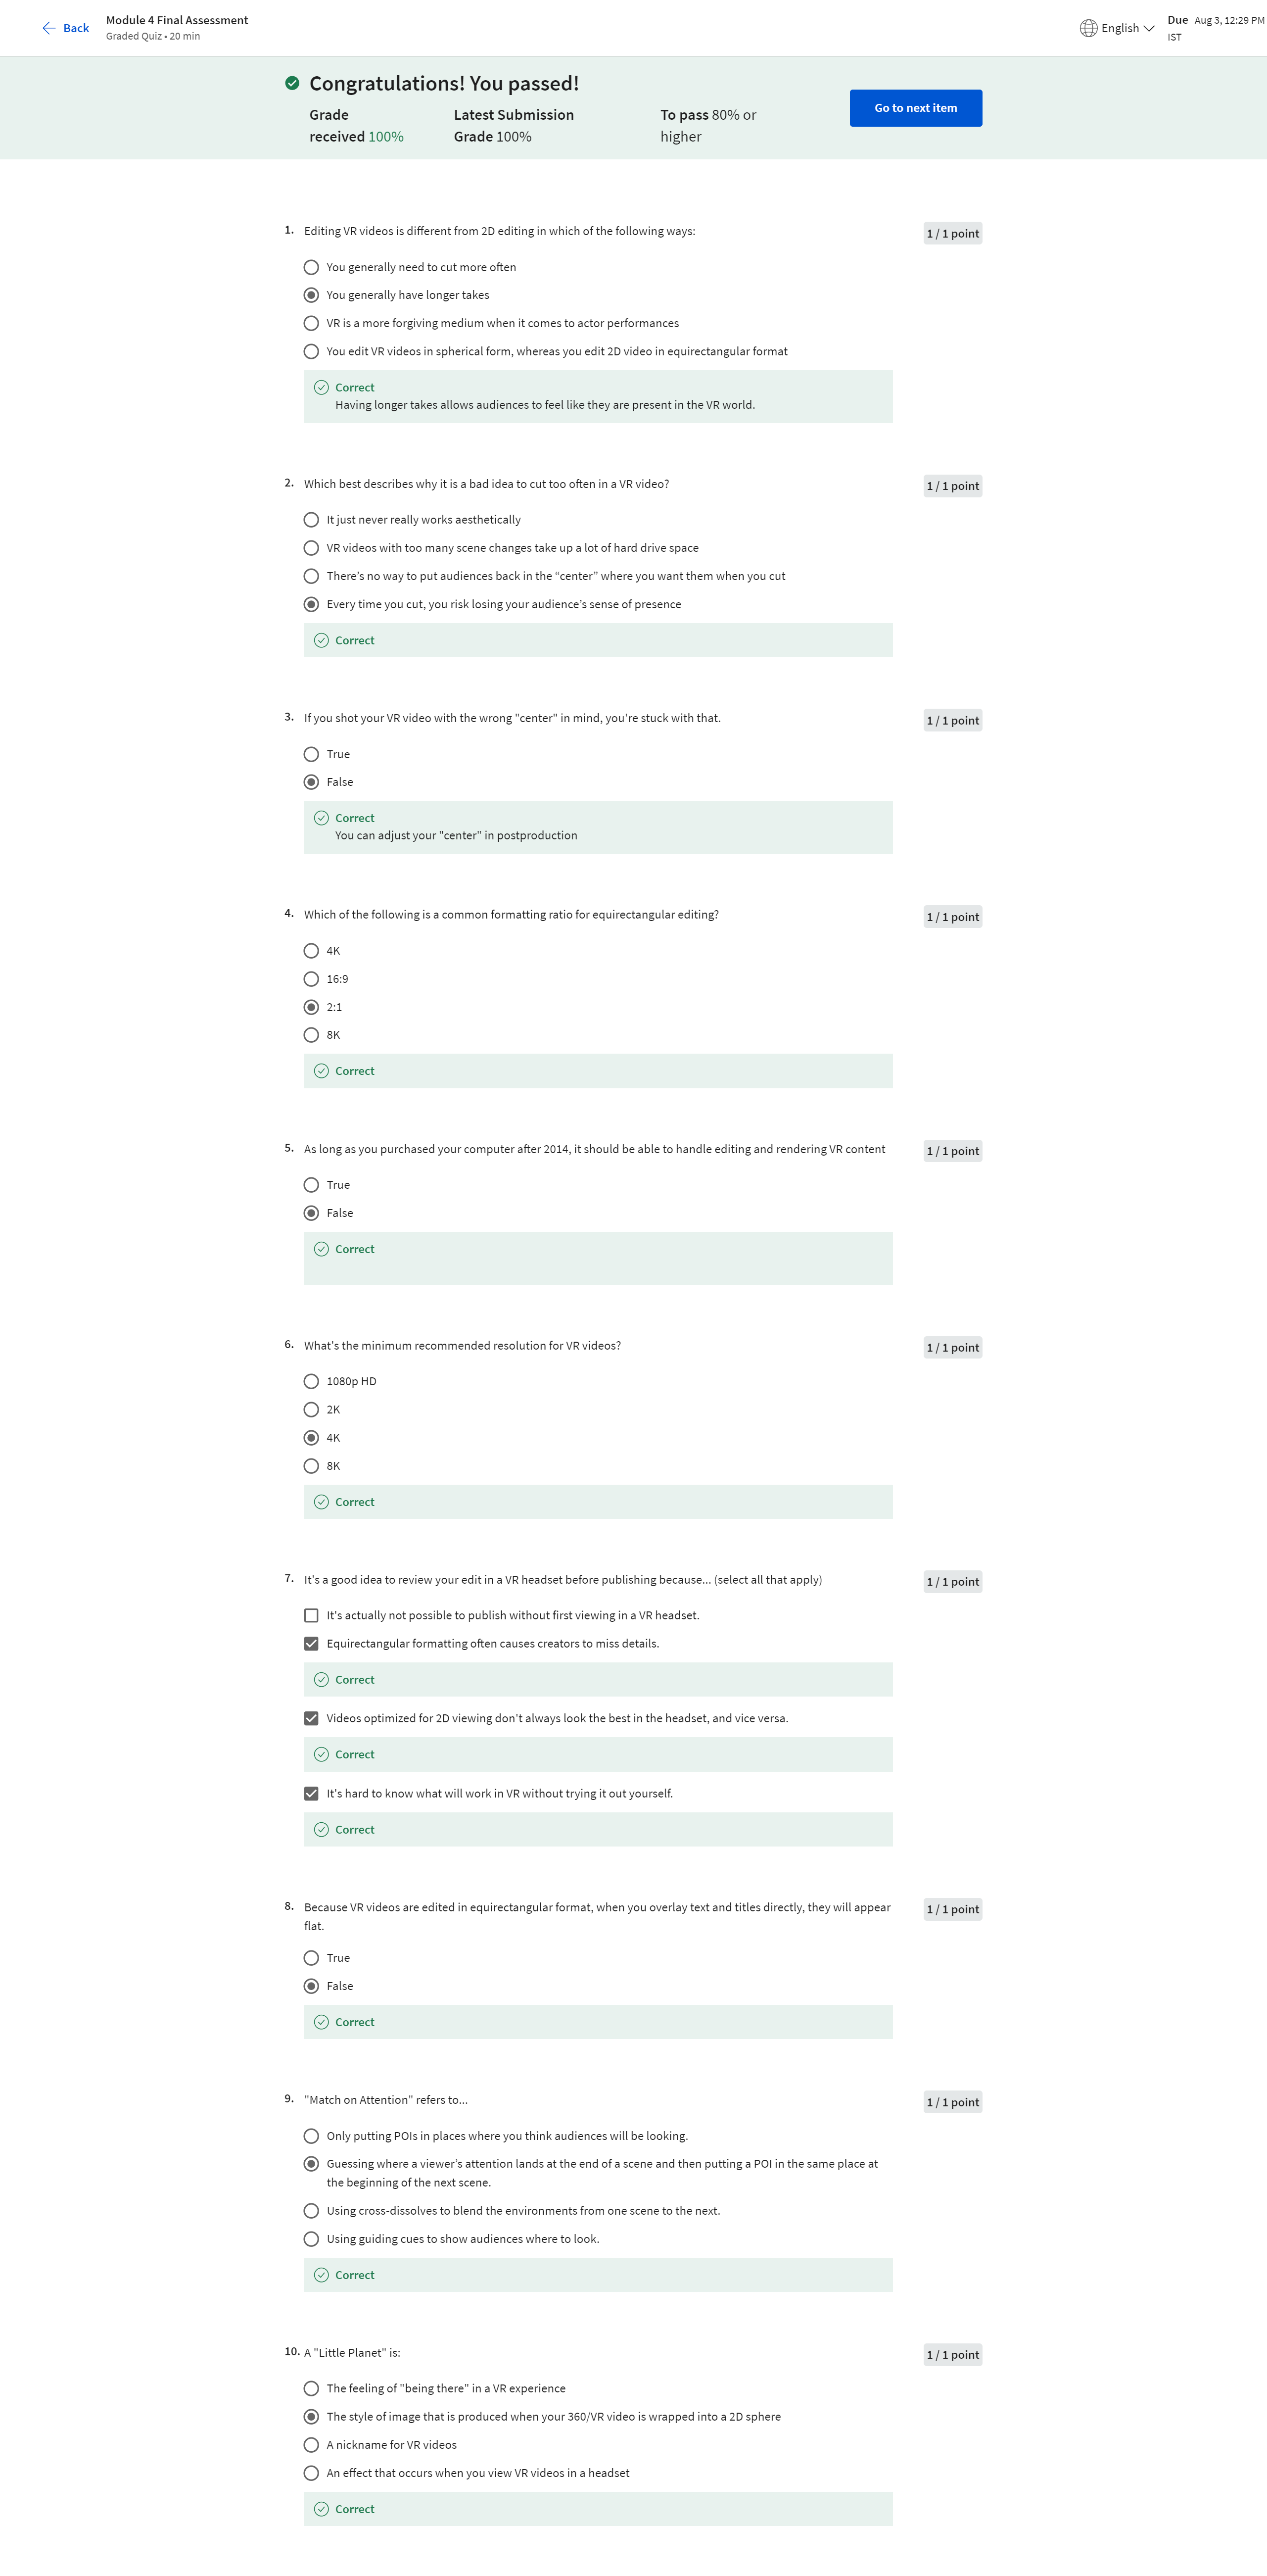 Back
Module 4 Final Assessment
Graded Quiz • 20 min
English
Due Aug 3, 12:29 PM
IST
Congratulations! You passed!
Grade
received 100%
Latest Submission
Grade 100%
To pass 80% or
higher
Go to next item
1. Editing VR videos is different from 2D editing in which of the following ways:
1 / 1 point
You generally need to cut more often
You generally have longer takes
VR is a more forgiving medium when it comes to actor performances
You edit VR videos in spherical form, whereas you edit 2D video in equirectangular format
Correct
Having longer takes allows audiences to feel like they are present in the VR world.
2. Which best describes why it is a bad idea to cut too often in a VR video?
1 / 1 point
It just never really works aesthetically
VR videos with too many scene changes take up a lot of hard drive space
There’s no way to put audiences back in the “center” where you want them when you cut
Every time you cut, you risk losing your audience’s sense of presence
Correct
3. If you shot your VR video with the wrong "center" in mind, you're stuck with that.
1 / 1 point
True
False
Correct
You can adjust your "center" in postproduction
4. Which of the following is a common formatting ratio for equirectangular editing?
1 / 1 point
4K
16:9
2:1
8K
Correct
5. As long as you purchased your computer after 2014, it should be able to handle editing and rendering VR content
1 / 1 point
True
False
Correct
6. What's the minimum recommended resolution for VR videos?
1 / 1 point
1080p HD
2K
4K
8K
Correct
7. It's a good idea to review your edit in a VR headset before publishing because... (select all that apply)
1 / 1 point
It's actually not possible to publish without first viewing in a VR headset.
Equirectangular formatting often causes creators to miss details.
Correct
Videos optimized for 2D viewing don't always look the best in the headset, and vice versa.
Correct
It's hard to know what will work in VR without trying it out yourself.
Correct
8. Because VR videos are edited in equirectangular format, when you overlay text and titles directly, they will appear
flat.
1 / 1 point
True
False
Correct
9. "Match on Attention" refers to...
1 / 1 point
Only putting POIs in places where you think audiences will be looking.
Guessing where a viewer’s attention lands at the end of a scene and then putting a POI in the same place at
the beginning of the next scene.
Using cross-dissolves to blend the environments from one scene to the next.
Using guiding cues to show audiences where to look.
Correct
10. A "Little Planet" is:
1 / 1 point
The feeling of "being there" in a VR experience
The style of image that is produced when your 360/VR video is wrapped into a 2D sphere
A nickname for VR videos
An effect that occurs when you view VR videos in a headset
Correct